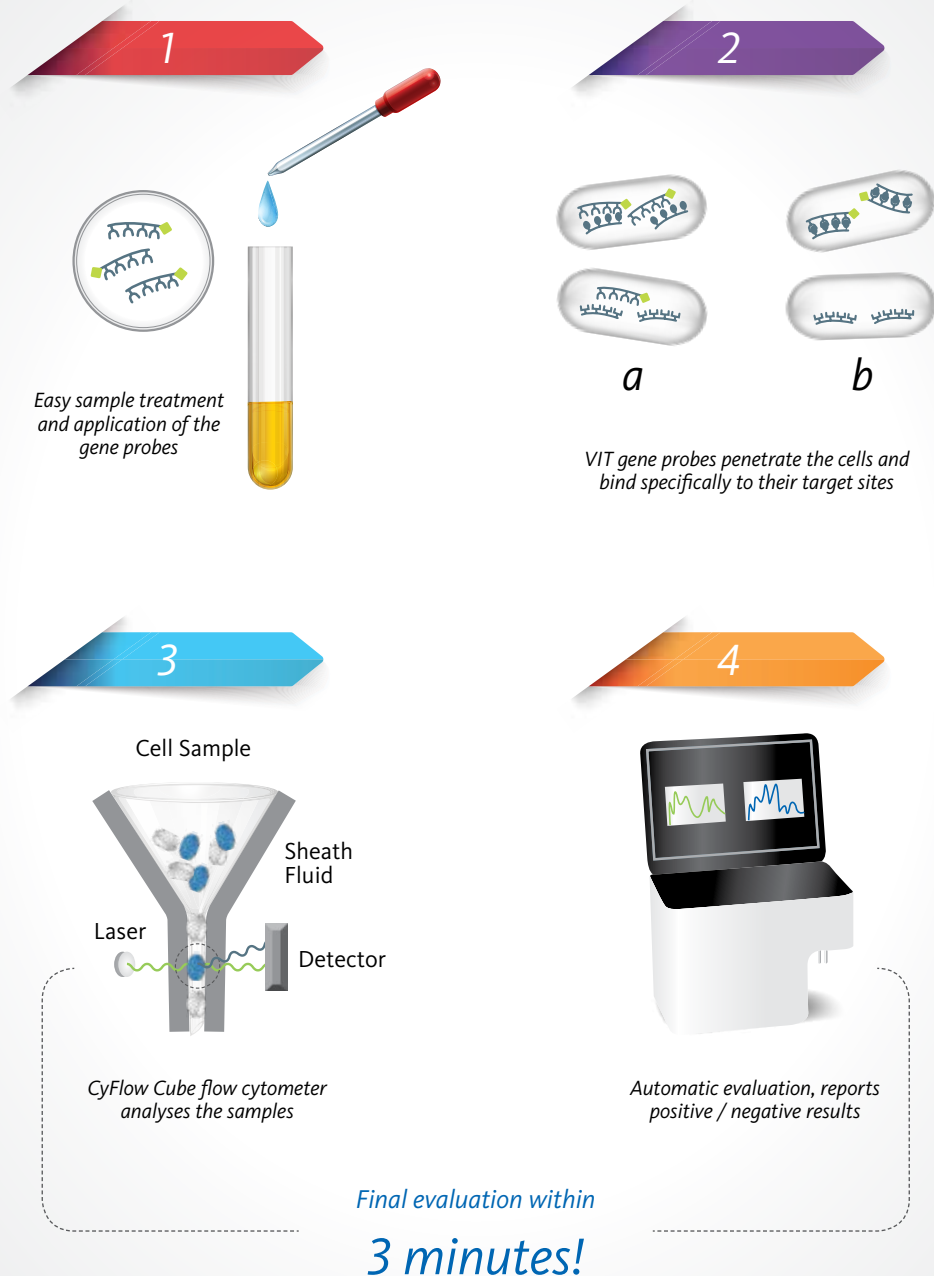 1
2
Easy sample treatment
and application of the
gene probes
a
b
VIT gene probes penetrate the cells and
bind specifically to their target sites
3
4
Cell Sample
Sheath
Fluid
Laser
Detector
CyFlow Cube flow cytometer
analyses the samples
Automatic evaluation, reports
positive / negative results
Final evaluation within
3 minutes!